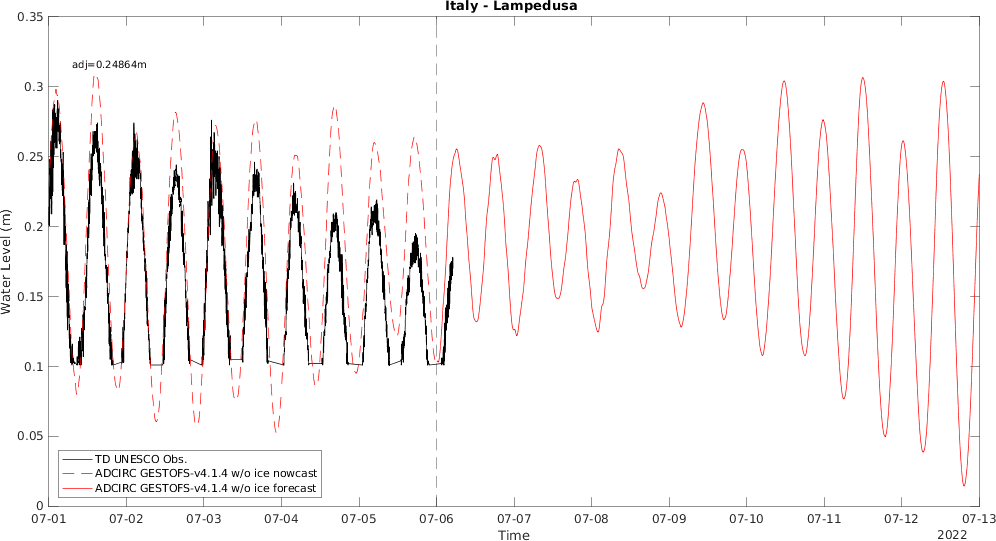 Italy - Lampedusa
adj=0.24864m
Water Level (m)
0.35
0.3
0.25
0.2
0.15
0.1
0.05
0
TD UNESCO Obs.
ADCIRC GESTOFS-v4.1.4 w/o ice nowcast
ADCIRC GESTOFS-v4.1.4 w/o ice forecast
07-01 07-02 07-03 07-04 07-05 07-06 07-07 07-08 07-09 07-10 07-11 07-12 07-13
Time
2022